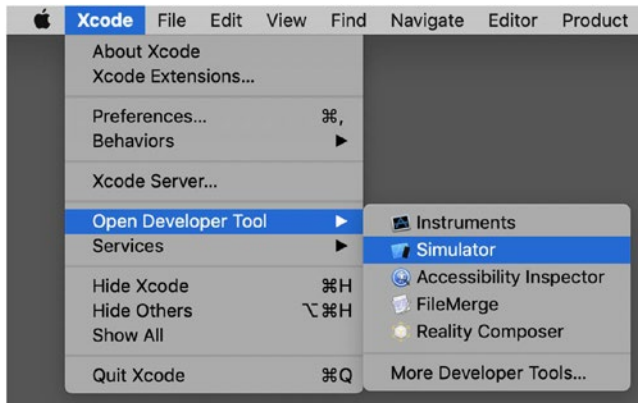 Xcode File Edit View Find Navigate Editor Product
About Xcode
Xcode Extensions...
Preferences... ⌘,
Behaviors ▶
Xcode Server...
Open Developer Tool ▶
Services ▶
Hide Xcode ⌘H
Hide Others ⌥⌘H
Show All
Quit Xcode ⌘Q
Instruments
Simulator
Accessibility Inspector
FileMerge
Reality Composer
More Developer Tools...